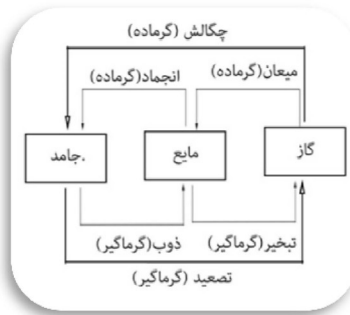 چگالش (گرماده)
میعان(گرماده)
انجماد(گرماده)
گاز
مایع
جامد.
تبخیر(گرماگیر)
ذوب(گرماگیر)
تصعید (گرماگیر)